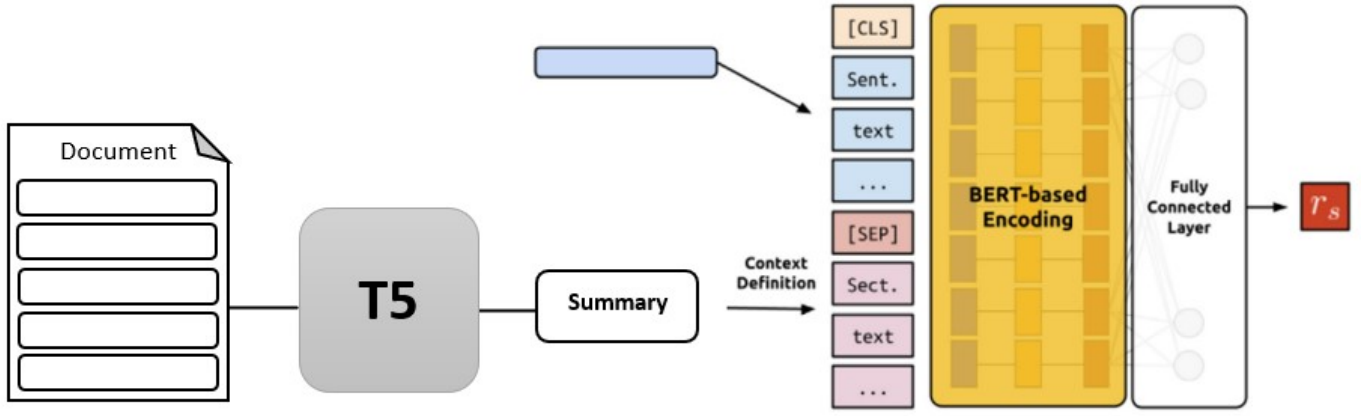 Document
T5
Summary
Context
Definition
[CLS]
Sent.
text
...
[SEP]
Sect.
text
...
BERT-based
Encoding
Fully
Connected
Layer
r_s